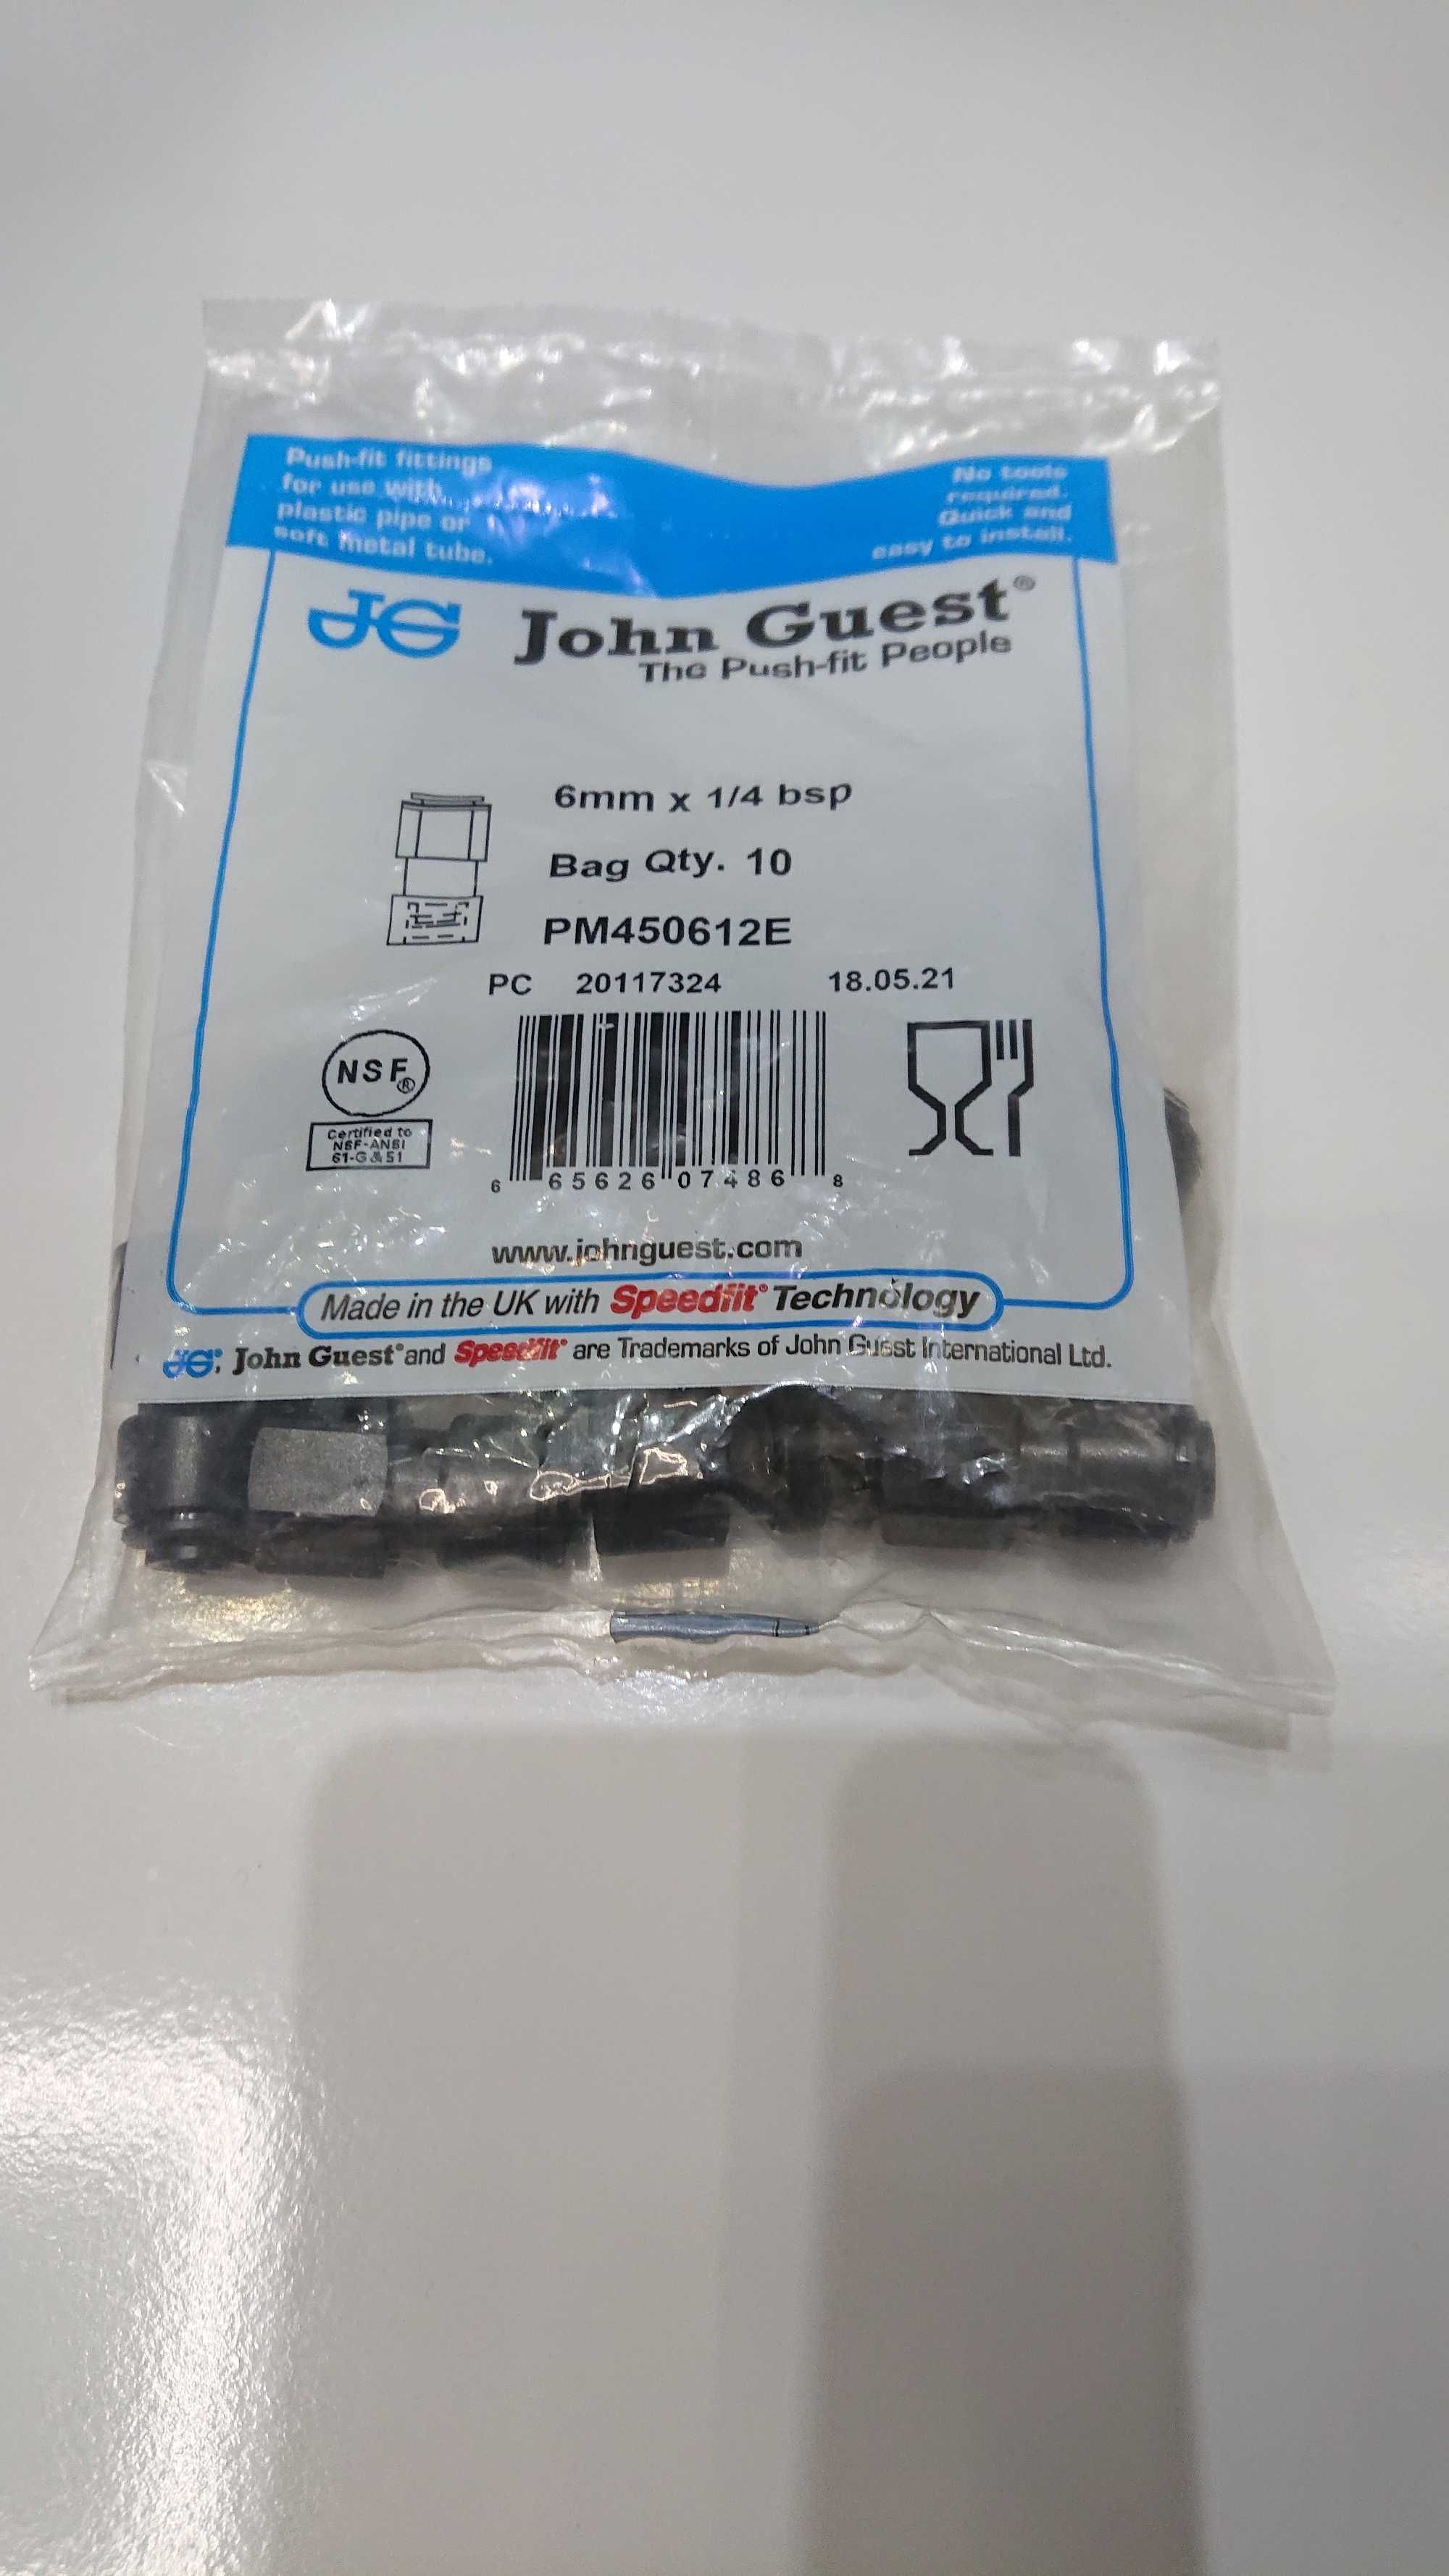 Push-fit fittings
for use with
plastic pipe or
soft metal tube.
No tools
required.
Quick and
easy to install.
JG John Guest®
The Push-fit People
6mm x 1/4 bsp
Bag Qty. 10
PM450612E
PC 20117324 18.05.21
NSF®
Certified to
NSF-ANSI
61-G & 51
6 65626 07486 8
www.johnguest.com
Made in the UK with Speedfit® Technology
JG, John Guest® and Speedfit® are Trademarks of John Guest International Ltd.